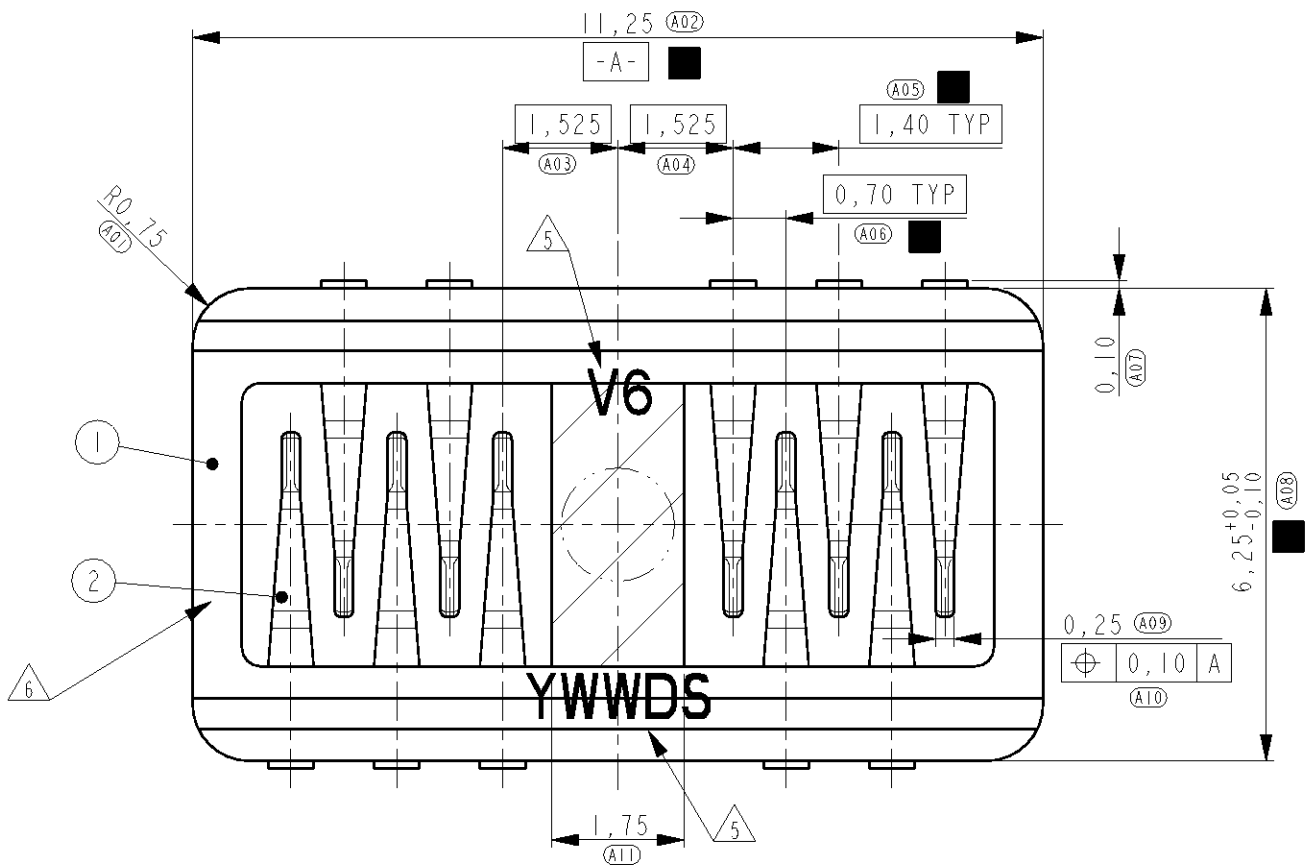 11,25 A02
-A-
A05
1,525 1,525 1,40 TYP
A03 A04
0,70 TYP
A06
R0,75
A01
5
0,10
A07
V6
1
2
6,25 +0,05 -0,10
A08
0,25 A09
0,10 A
A10
6
YWWDS
1,75
A11
5